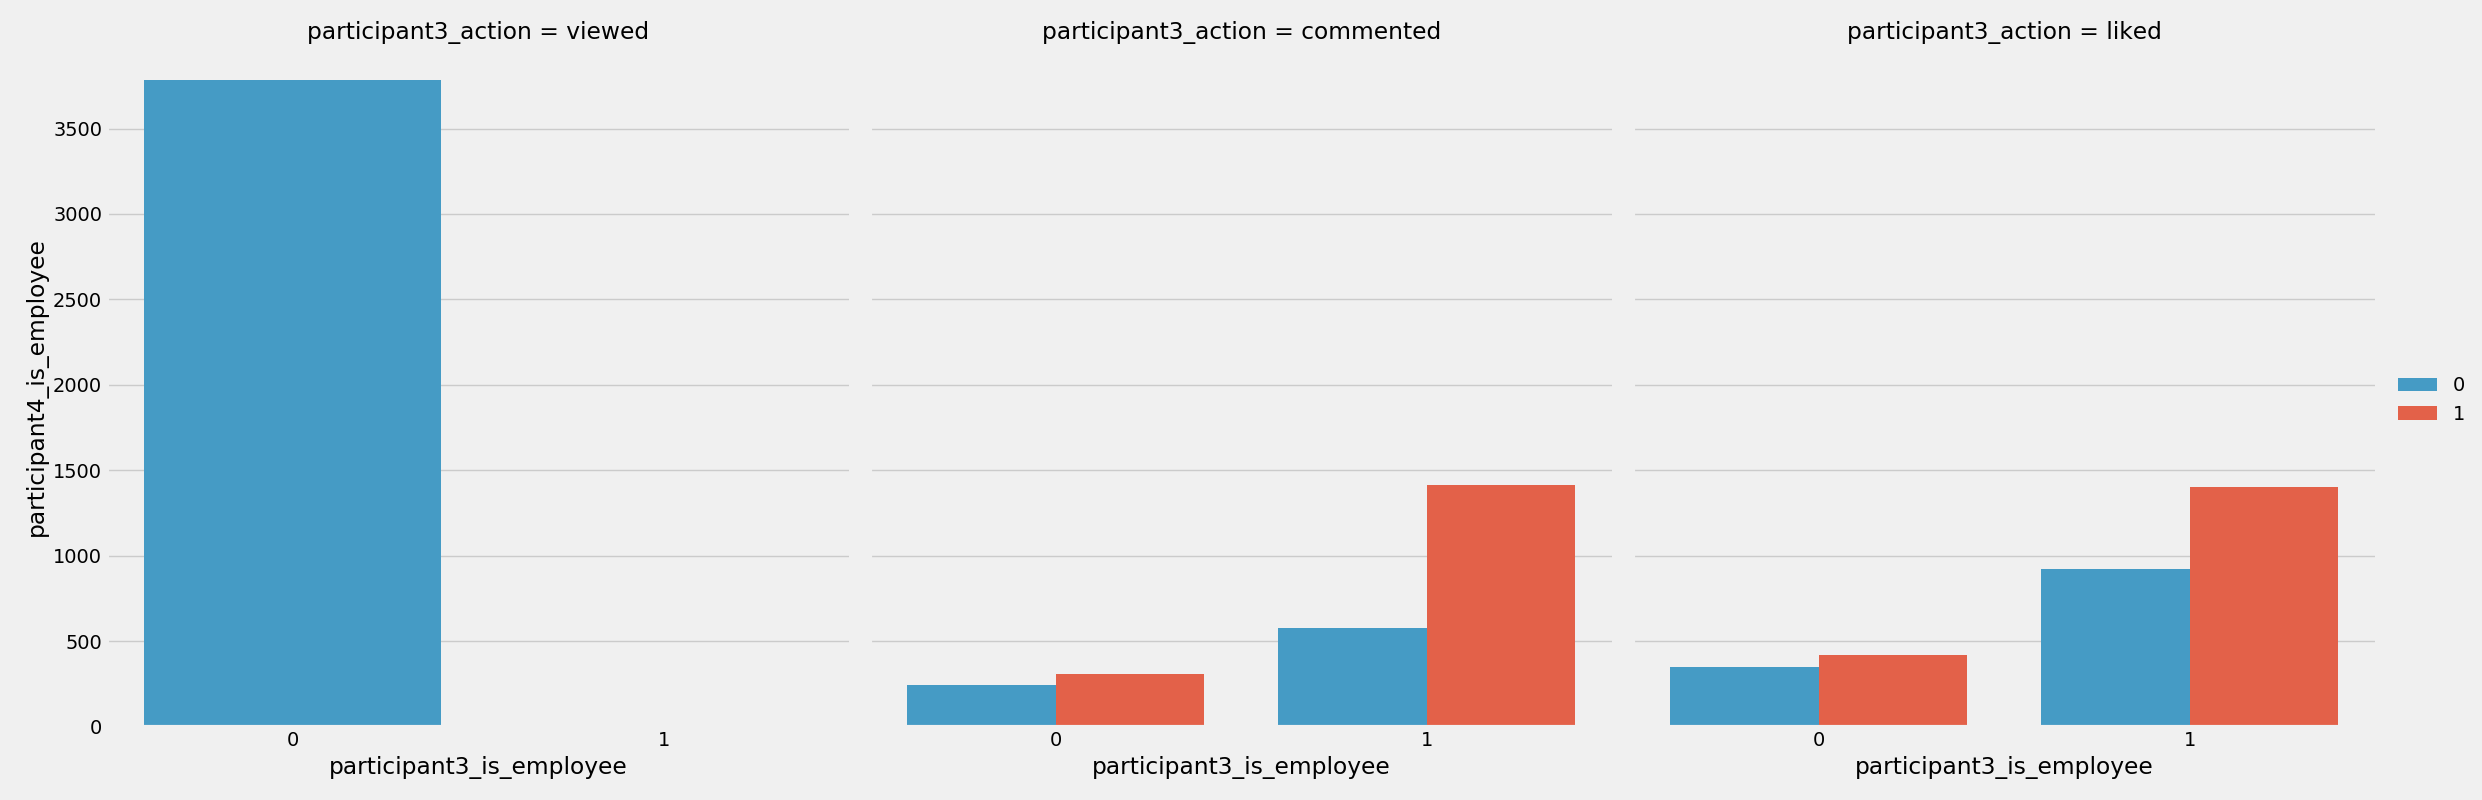 participant3_action = viewed
participant3_action = commented
participant3_action = liked
participant4_is_employee
3500
3000
2500
2000
1500
1000
500
0
0
1
0
1
0
1
participant3_is_employee
participant3_is_employee
participant3_is_employee
0
1